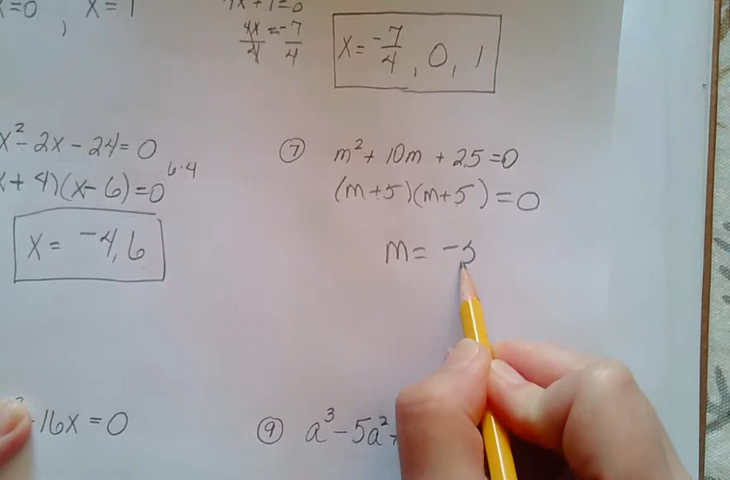 x=0 , x=1
4x+1=0
4x/4 = -7/4
x = -7/4, 0, 1
x² - 2x - 24 = 0
x + 4)(x - 6) = 0
6·4
x = -4, 6
⑦ m² + 10m + 25 = 0
(m+5)(m+5) = 0
m = -5
- 16x = 0
⑨ a³ - 5a² +